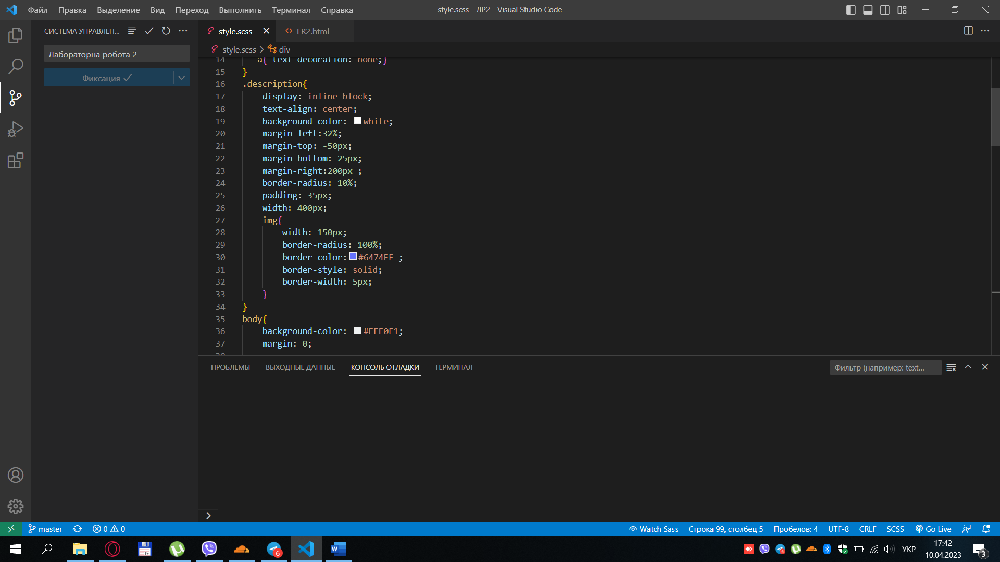 Файл Правка Выделение Вид Переход Выполнить Терминал Справка
style.scss - ЛР2 - Visual Studio Code
СИСТЕМА УПРАВЛЕН...
Лабораторна робота 2
Фиксация
style.scss LR2.html
style.scss > div
14 a{ text-decoration: none;}
15 }
16 .description{
17 display: inline-block;
18 text-align: center;
19 background-color: white;
20 margin-left:32%;
21 margin-top: -50px;
22 margin-bottom: 25px;
23 margin-right:200px ;
24 border-radius: 10%;
25 padding: 35px;
26 width: 400px;
27 img{
28 width: 150px;
29 border-radius: 100%;
30 border-color:#6474FF ;
31 border-style: solid;
32 border-width: 5px;
33 }
34 }
35 body{
36 background-color: #EEF0F1;
37 margin: 0;
38
ПРОБЛЕМЫ ВЫХОДНЫЕ ДАННЫЕ КОНСОЛЬ ОТЛАДКИ ТЕРМИНАЛ
Фильтр (например: text...
master 0 0
Watch Sass Строка 99, столбец 5 Пробелов: 4 UTF-8 CRLF SCSS Go Live
64
6
W
6
УКР
17:42
10.04.2023
3